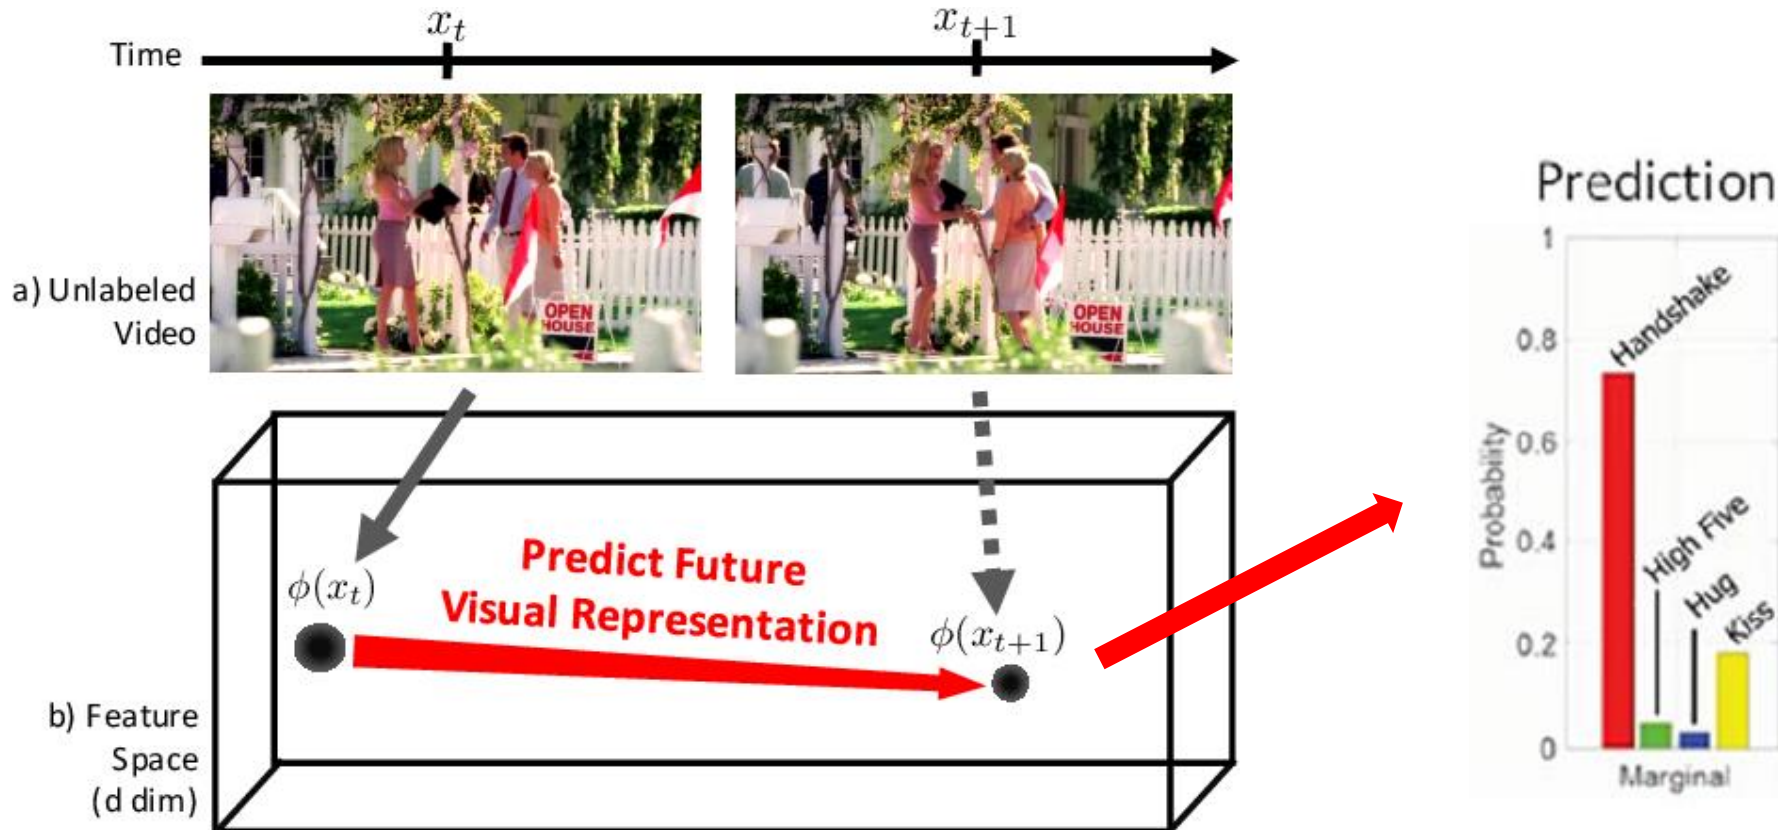 x_t
x_{t+1}
Time
a) Unlabeled
Video
OPEN
HOUSE
OPEN
HOUSE
Predict Future
Visual Representation
ϕ(x_t)
ϕ(x_{t+1})
b) Feature
Space
(d dim)
Prediction
1
0.8
0.6
0.4
0.2
0
Probability
Handshake
High Five
Hug
Kiss
Marginal